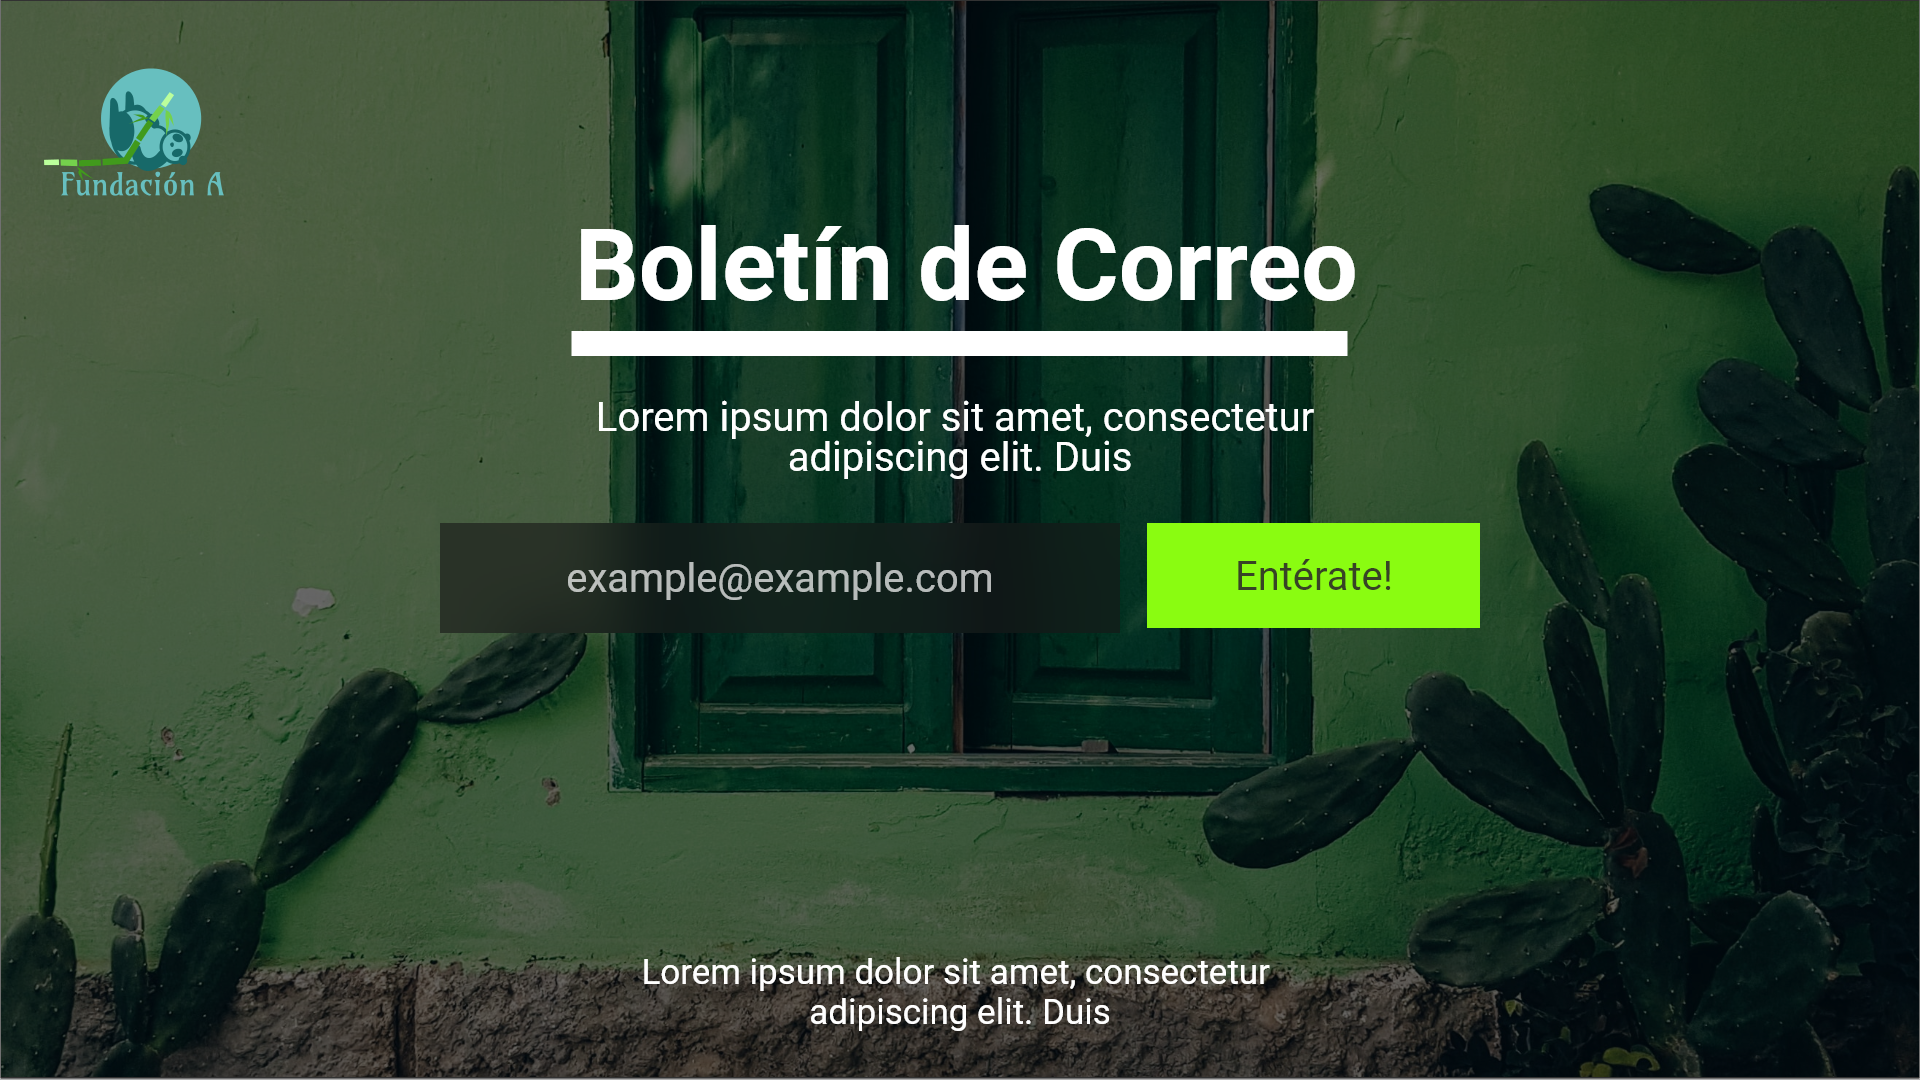 Fundación A
Boletín de Correo
Lorem ipsum dolor sit amet, consectetur
adipiscing elit. Duis
example@example.com
Entérate!
Lorem ipsum dolor sit amet, consectetur
adipiscing elit. Duis